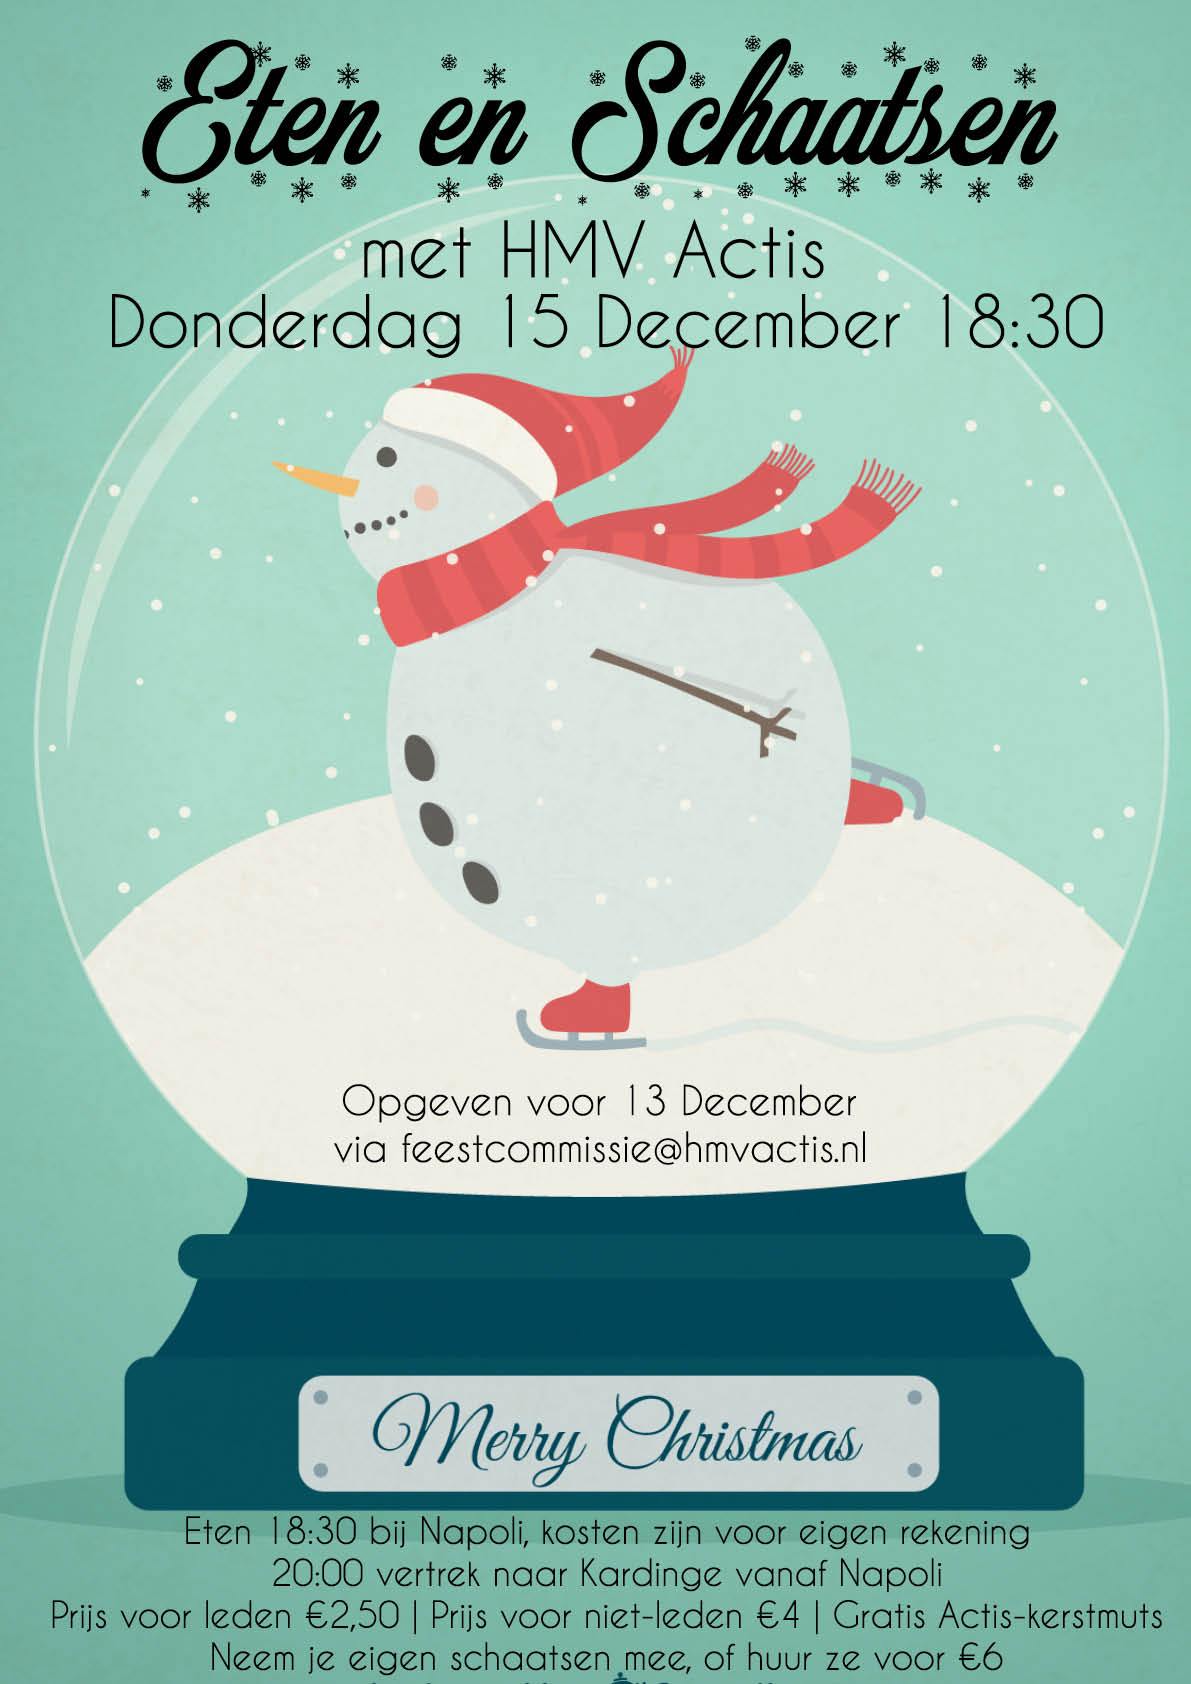 Eten en Schaatsen
met HMV Actis
Donderdag 15 December 18:30
Opgeven voor 13 December
via feestcommissie@hmvactis.nl
Merry Christmas
Eten 18:30 bij Napoli, kosten zijn voor eigen rekening
20:00 vertrek naar Kardinge vanaf Napoli
Prijs voor leden €2,50 | Prijs voor niet-leden €4 | Gratis Actis-kerstmuts
Neem je eigen schaatsen mee, of huur ze voor €6